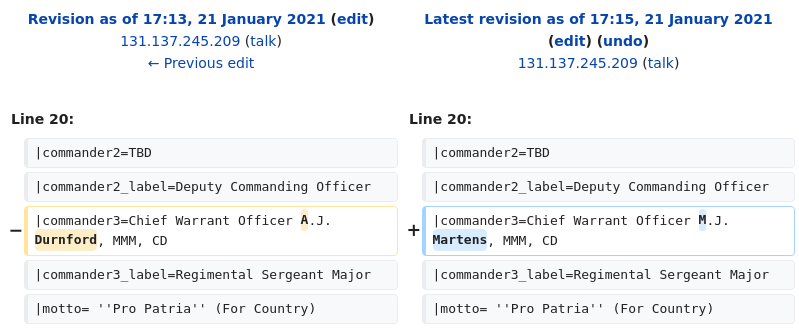 Revision as of 17:13, 21 January 2021 (edit)
131.137.245.209 (talk)
← Previous edit
Latest revision as of 17:15, 21 January 2021
(edit) (undo)
131.137.245.209 (talk)
Line 20:
|commander2=TBD
|commander2_label=Deputy Commanding Officer
− |commander3=Chief Warrant Officer A.J.
Durnford, MMM, CD
|commander3_label=Regimental Sergeant Major
|motto= ''Pro Patria'' (For Country)
Line 20:
|commander2=TBD
|commander2_label=Deputy Commanding Officer
+ |commander3=Chief Warrant Officer M.J.
Martens, MMM, CD
|commander3_label=Regimental Sergeant Major
|motto= ''Pro Patria'' (For Country)